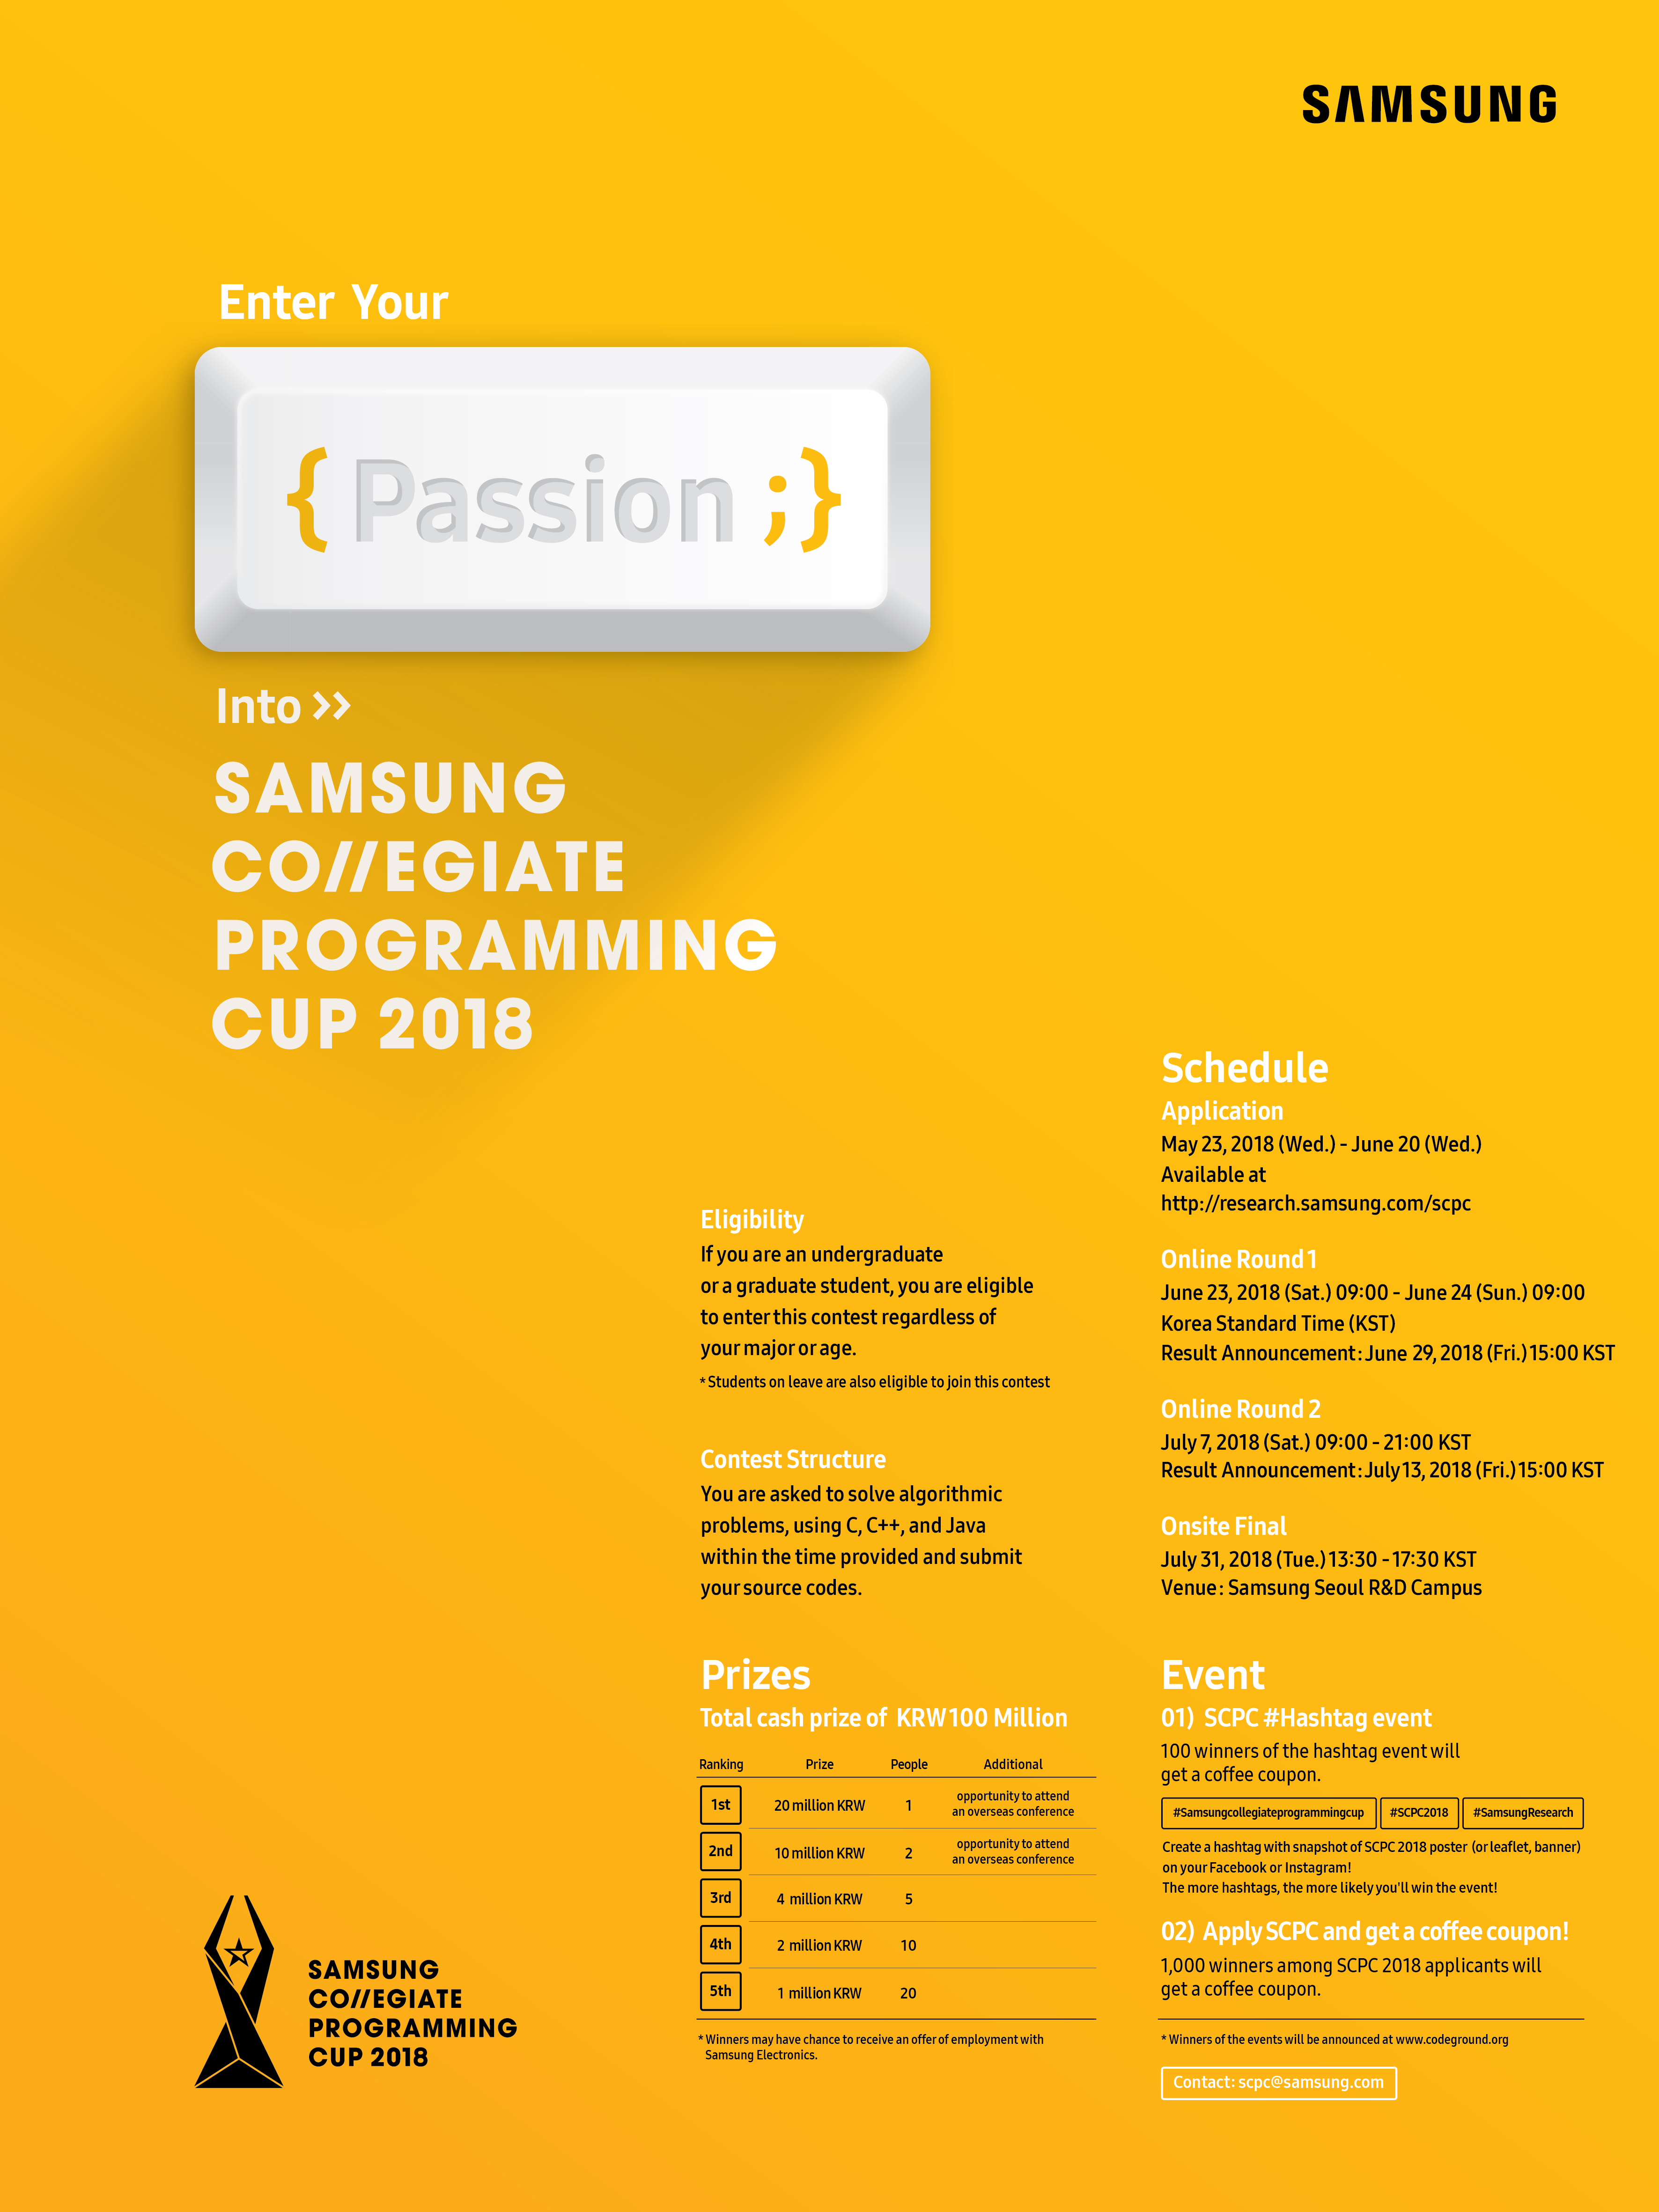 SAMSUNG
Enter Your
{ Passion ;}
Into >>
SAMSUNG
CO//EGIATE
PROGRAMMING
CUP 2018
Eligibility
If you are an undergraduate
or a graduate student, you are eligible
to enter this contest regardless of
your major or age.
* Students on leave are also eligible to join this contest
Contest Structure
You are asked to solve algorithmic
problems, using C, C++, and Java
within the time provided and submit
your source codes.
Schedule
Application
May 23, 2018 (Wed.) - June 20 (Wed.)
Available at
http://research.samsung.com/scpc
Online Round 1
June 23, 2018 (Sat.) 09:00 - June 24 (Sun.) 09:00
Korea Standard Time (KST)
Result Announcement : June 29, 2018 (Fri.) 15:00 KST
Online Round 2
July 7, 2018 (Sat.) 09:00 - 21:00 KST
Result Announcement : July 13, 2018 (Fri.) 15:00 KST
Onsite Final
July 31, 2018 (Tue.) 13:30 - 17:30 KST
Venue : Samsung Seoul R&D Campus
Prizes
Total cash prize of KRW 100 Million
Ranking Prize People Additional
1st 20 million KRW 1 opportunity to attend
an overseas conference
2nd 10 million KRW 2 opportunity to attend
an overseas conference
3rd 4 million KRW 5
4th 2 million KRW 10
5th 1 million KRW 20
* Winners may have chance to receive an offer of employment with
Samsung Electronics.
Event
01) SCPC #Hashtag event
100 winners of the hashtag event will
get a coffee coupon.
#Samsungcollegiateprogrammingcup #SCPC2018 #SamsungResearch
Create a hashtag with snapshot of SCPC 2018 poster (or leaflet, banner)
on your Facebook or Instagram!
The more hashtags, the more likely you'll win the event!
02) Apply SCPC and get a coffee coupon!
1,000 winners among SCPC 2018 applicants will
get a coffee coupon.
* Winners of the events will be announced at www.codeground.org
Contact: scpc@samsung.com
SAMSUNG
CO//EGIATE
PROGRAMMING
CUP 2018